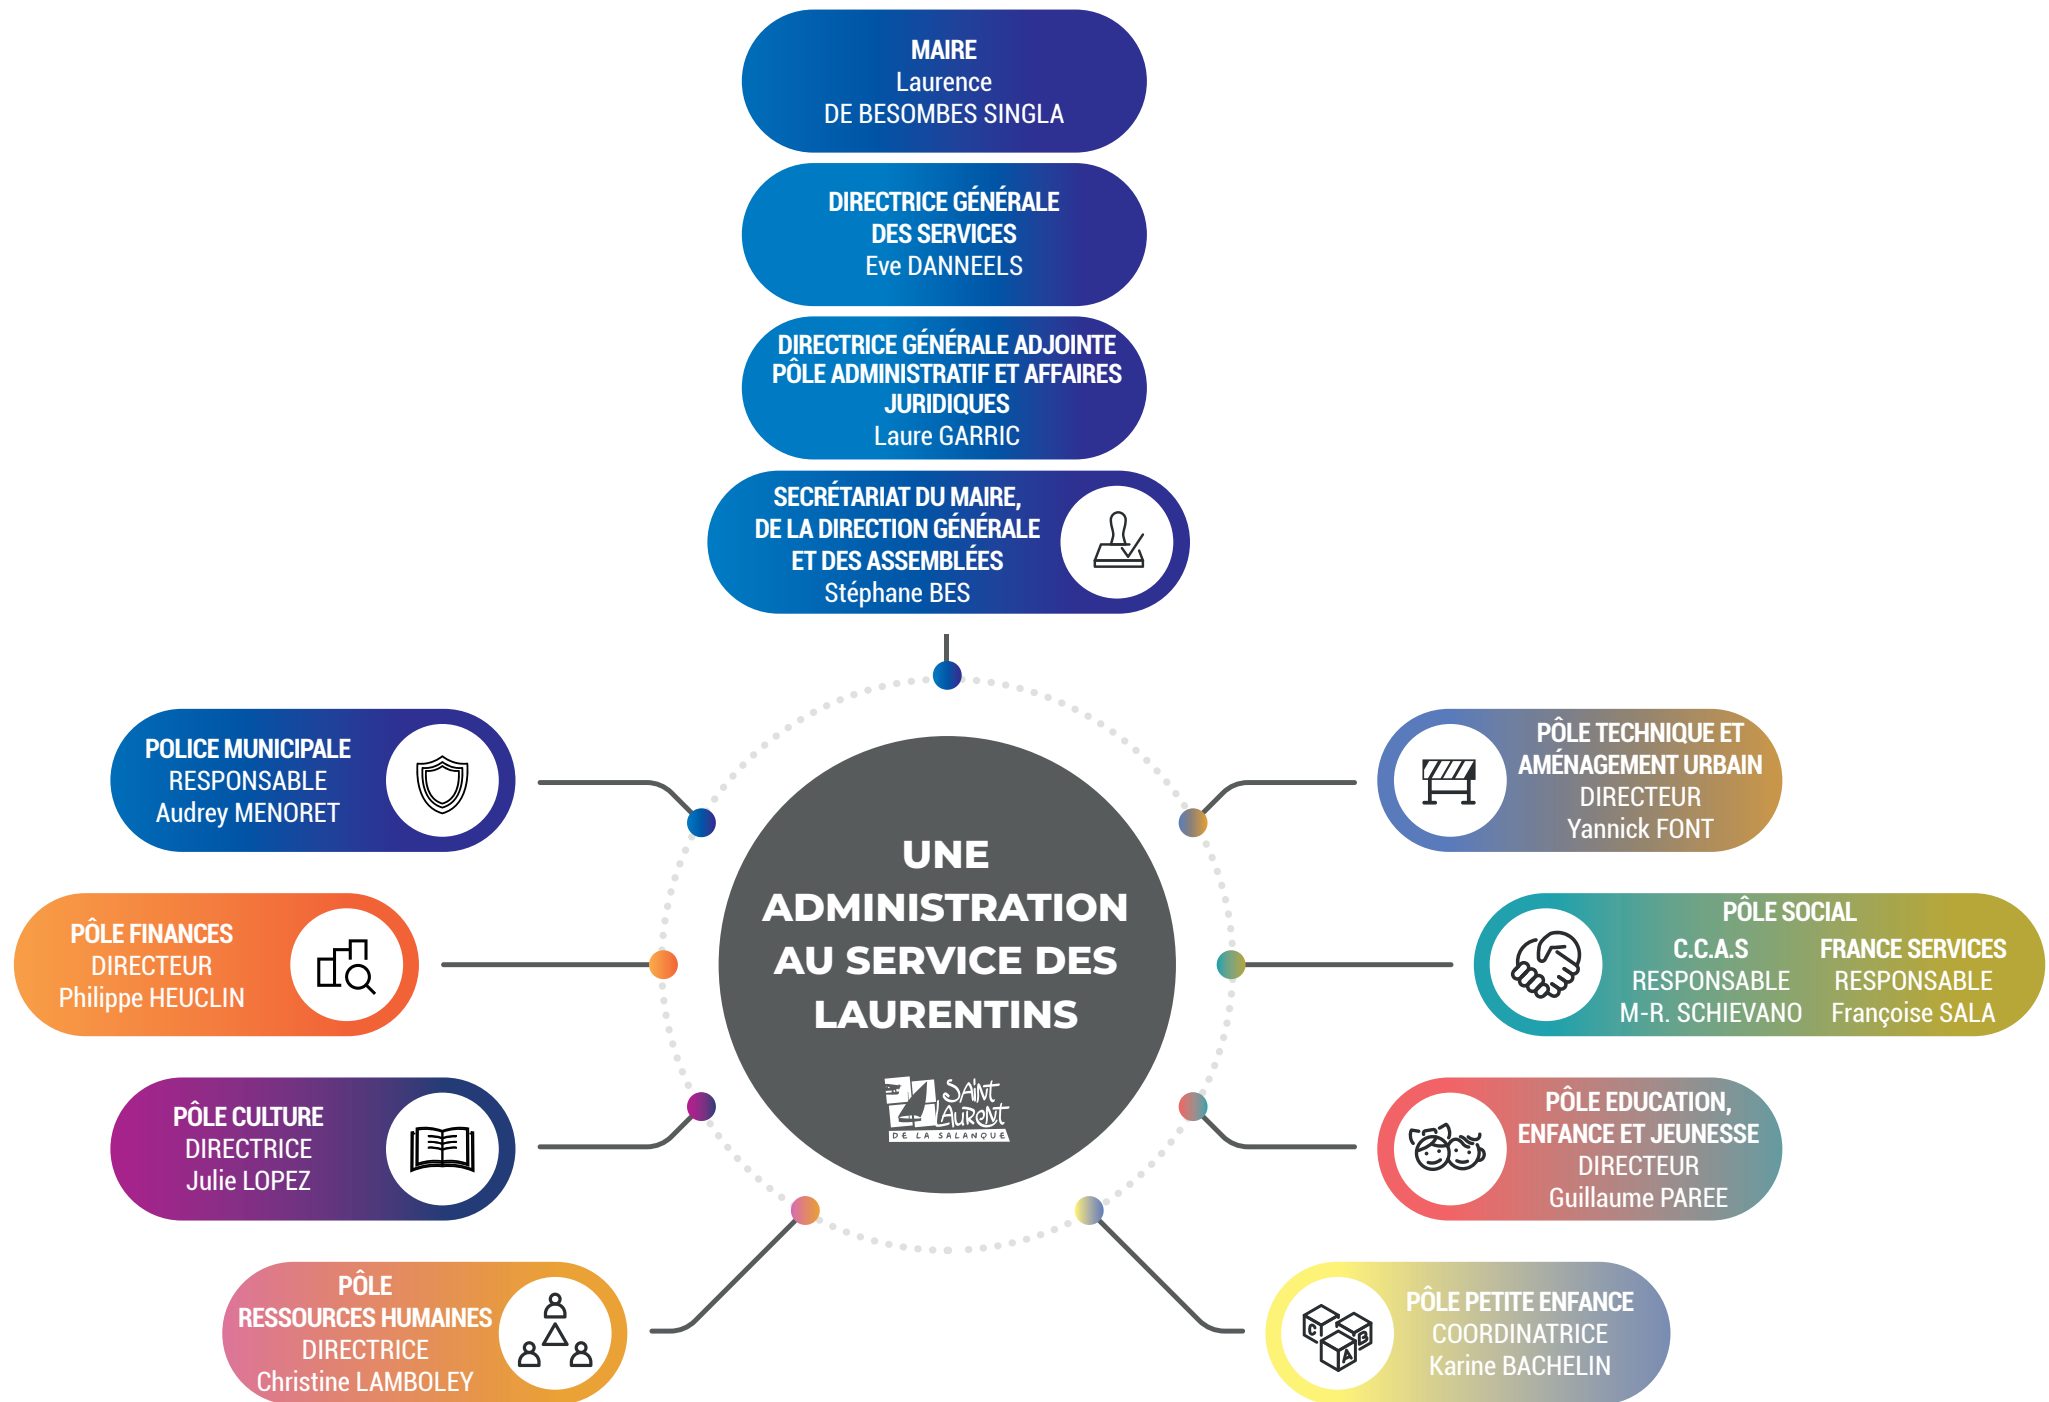 MAIRE
Laurence
DE BESOMBES SINGLA
DIRECTRICE GÉNÉRALE
DES SERVICES
Eve DANNEELS
DIRECTRICE GÉNÉRALE ADJOINTE
PÔLE ADMINISTRATIF ET AFFAIRES
JURIDIQUES
Laure GARRIC
SECRÉTARIAT DU MAIRE,
DE LA DIRECTION GÉNÉRALE
ET DES ASSEMBLÉES
Stéphane BES
POLICE MUNICIPALE
RESPONSABLE
Audrey MENORET
PÔLE FINANCES
DIRECTEUR
Philippe HEUCLIN
PÔLE CULTURE
DIRECTRICE
Julie LOPEZ
PÔLE
RESSOURCES HUMAINES
DIRECTRICE
Christine LAMBOLEY
UNE
ADMINISTRATION
AU SERVICE DES
LAURENTINS
SAiNT
LAURENT
DE LA SALANQUE
PÔLE TECHNIQUE ET
AMÉNAGEMENT URBAIN
DIRECTEUR
Yannick FONT
PÔLE SOCIAL
C.C.A.S
RESPONSABLE
M-R. SCHIEVANO
FRANCE SERVICES
RESPONSABLE
Françoise SALA
PÔLE EDUCATION,
ENFANCE ET JEUNESSE
DIRECTEUR
Guillaume PAREE
C
B
A
PÔLE PETITE ENFANCE
COORDINATRICE
Karine BACHELIN